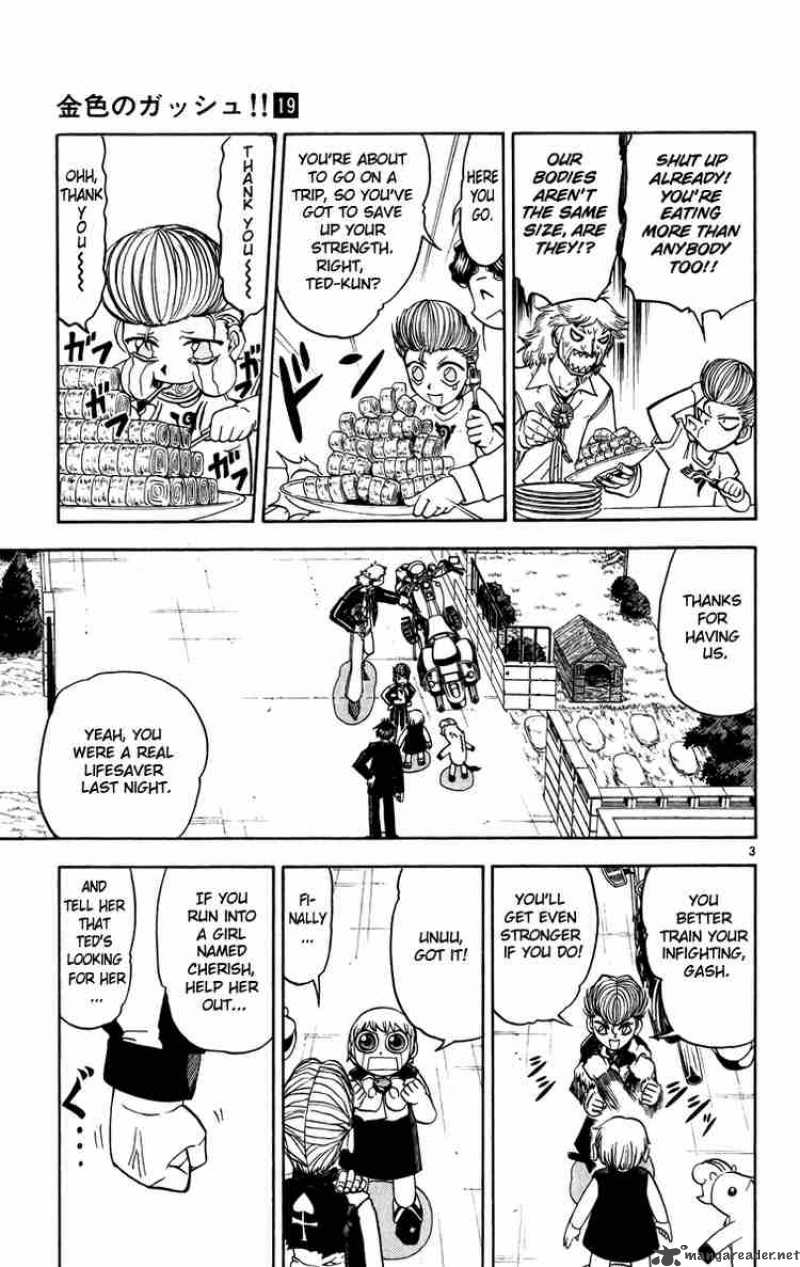 金色のガッシュ!! 19
SHUT UP
ALREADY!
YOU'RE
EATING
MORE THAN
ANYBODY
TOO!!
OUR
BODIES
AREN'T
THE SAME
SIZE, ARE
THEY!?
HERE
YOU
GO.
YOU'RE ABOUT
TO GO ON A
TRIP, SO YOU'VE
GOT TO SAVE
UP YOUR
STRENGTH.
RIGHT,
TED-KUN?
ドン
THANK YOU~~~
OHH,
THANK
YOU~~~
ガツ
ガツ
ガツ
ガツ
THANKS
FOR
HAVING
US.
YEAH, YOU
WERE A REAL
LIFESAVER
LAST NIGHT.
3
YOU
BETTER
TRAIN YOUR
INFIGHTING,
GASH.
YOU'LL
GET EVEN
STRONGER
IF YOU DO!
UNUU,
GOT IT!
FI-
NALLY
...
IF YOU
RUN INTO
A GIRL
NAMED
CHERISH,
HELP HER
OUT...
AND
TELL HER
THAT
TED'S
LOOKING
FOR HER
...
ぐ...
mangareader.net